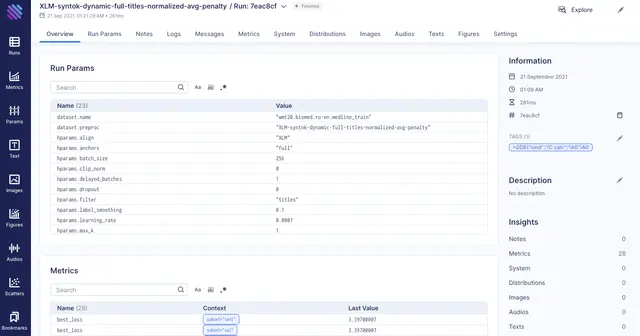 XLM-syntok-dynamic-full-titles-normalized-avg-penalty / Run: 7eac8cf
Finished
21 Sep 2021, 01:21:29 AM • 261ms
Explore
Overview Run Params Notes Logs Messages Metrics System Distributions Images Audios Texts Figures Settings
Runs
Metrics
Params
Text
Images
Figures
Audios
Scatters
Bookmarks
Run Params
Search Aa
Name (23) Value
dataset.name "wmt20.biomed.ru-en.medline_train"
dataset.preproc "XLM-syntok-dynamic-full-titles-normalized-avg-penalty"
hparams.align "XLM"
hparams.anchors "full"
hparams.batch_size 256
hparams.clip_norm 0
hparams.delayed_batches 1
hparams.dropout 0
hparams.filter "titles"
hparams.label_smoothing 0.1
hparams.learning_rate 0.0007
hparams.max_k 1
Metrics
Search Aa
Name (28) Context Last Value
best_loss subset="test" 3.39700007
best_loss subset="val" 3.39700007
Information
21 September 2021
01:09 AM
261ms
7eac8cf
TAGS (1)
Description
No description
Insights
Notes 0
Metrics 28
System 0
Distributions 0
Images 0
Audios 0
Texts 0